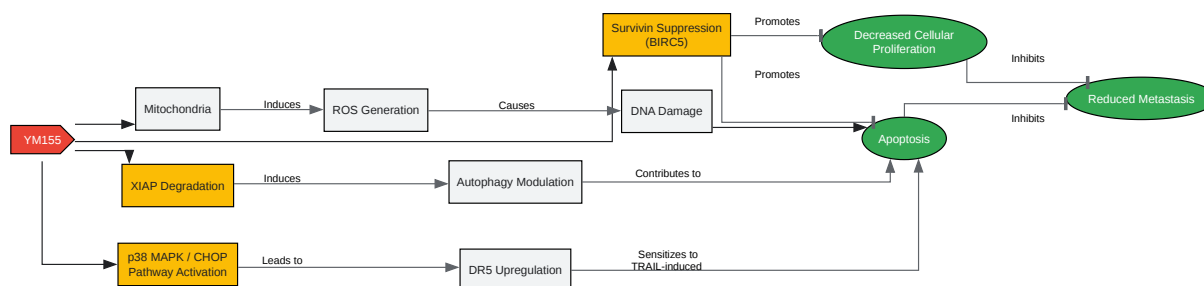 Survivin Suppression
(BIRC5)
Promotes
Decreased Cellular
Proliferation
Inhibits
Promotes
Mitochondria
Induces
ROS Generation
Causes
DNA Damage
Reduced Metastasis
Inhibits
YM155
Apoptosis
XIAP Degradation
Induces
Autophagy Modulation
Contributes to
p38 MAPK / CHOP
Pathway Activation
Leads to
DR5 Upregulation
Sensitizes to
TRAIL-induced